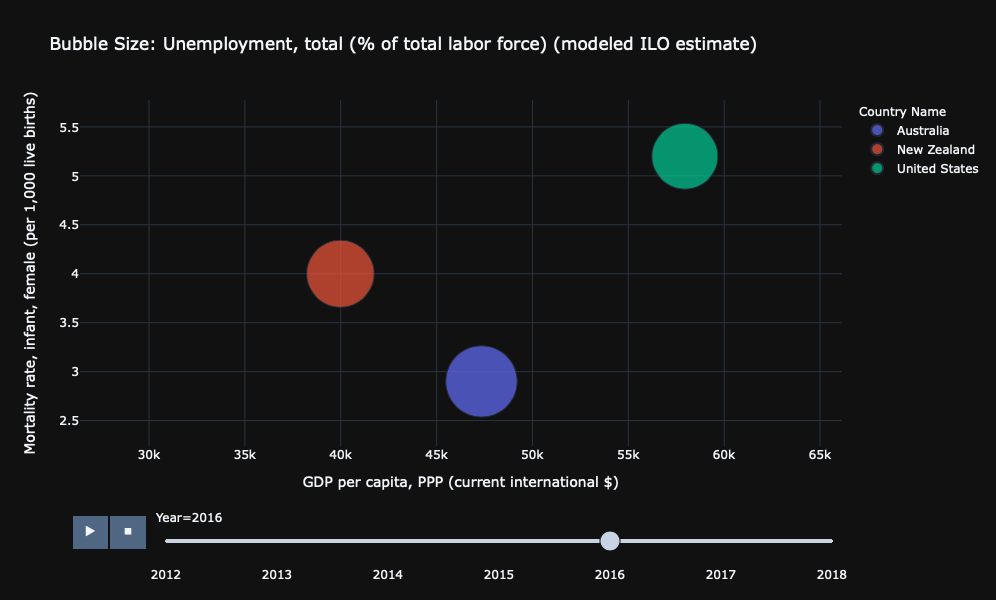 Bubble Size: Unemployment, total (% of total labor force) (modeled ILO estimate)
Mortality rate, infant, female (per 1,000 live births)
5.5
5
4.5
4
3.5
3
2.5
30k 35k 40k 45k 50k 55k 60k 65k
GDP per capita, PPP (current international $)
Country Name
Australia
New Zealand
United States
Year=2016
2012 2013 2014 2015 2016 2017 2018